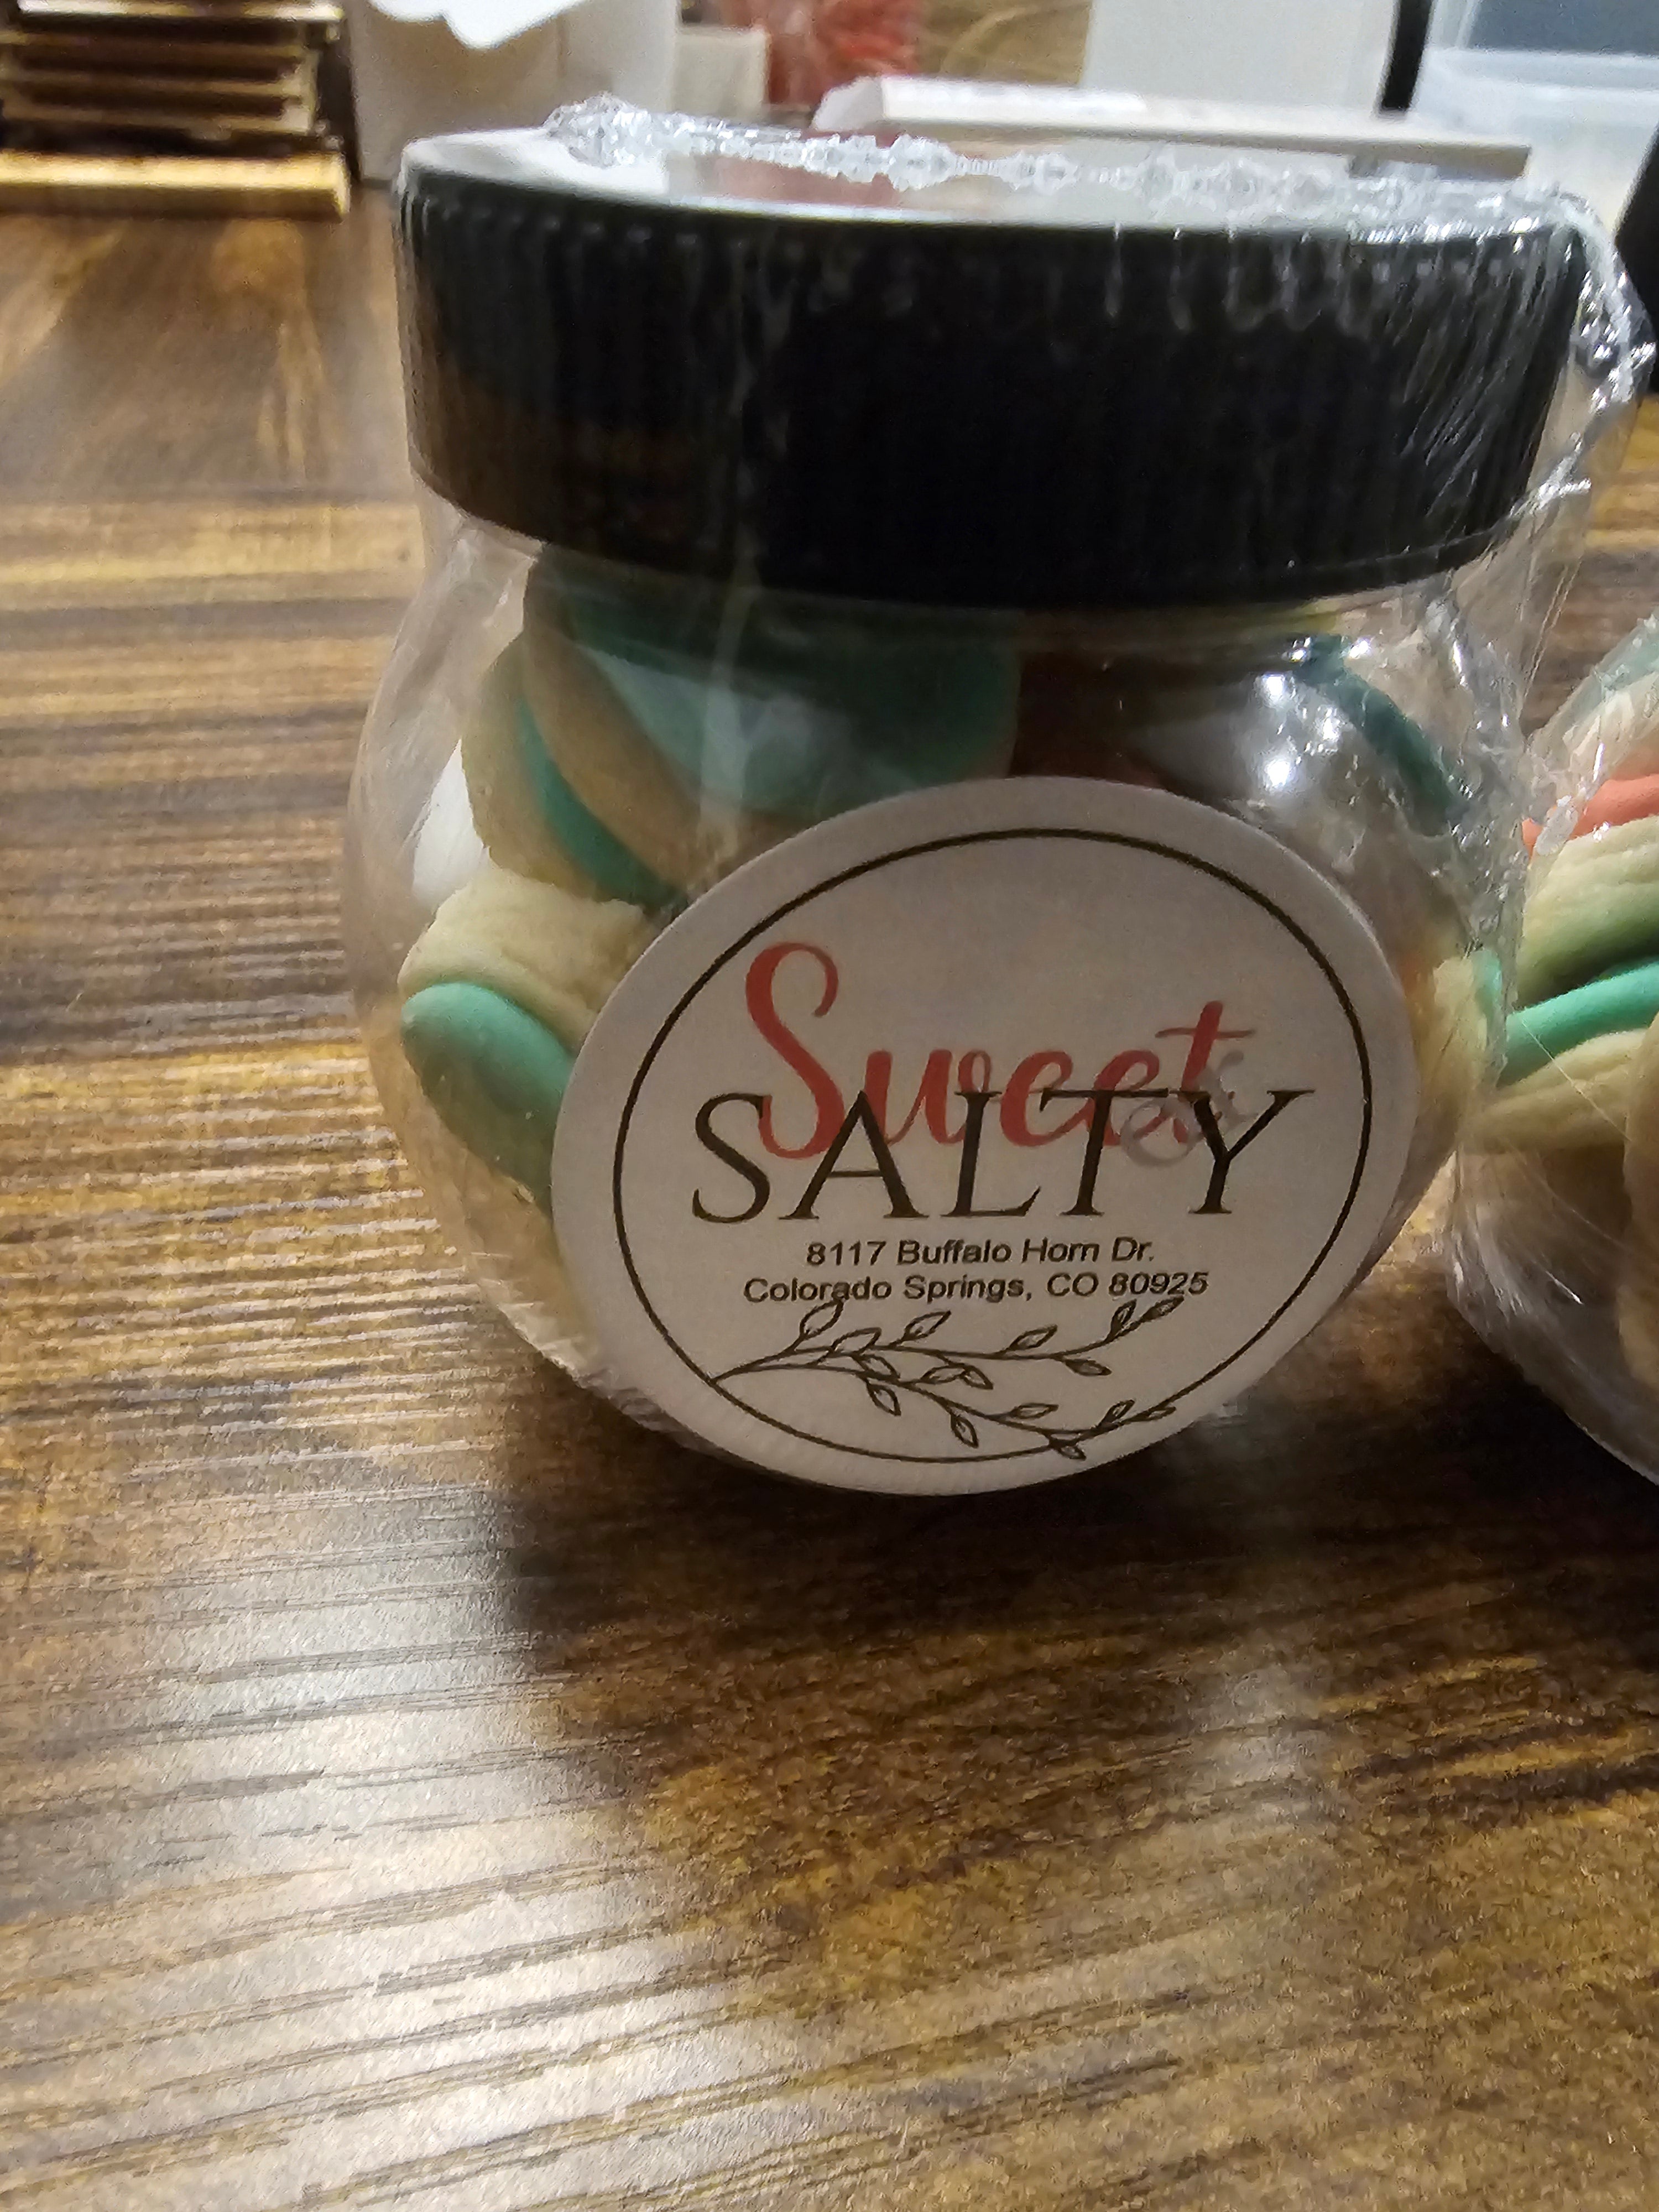 Sweet
&
SALTY
8117 Buffalo Horn Dr.
Colorado Springs, CO 80925